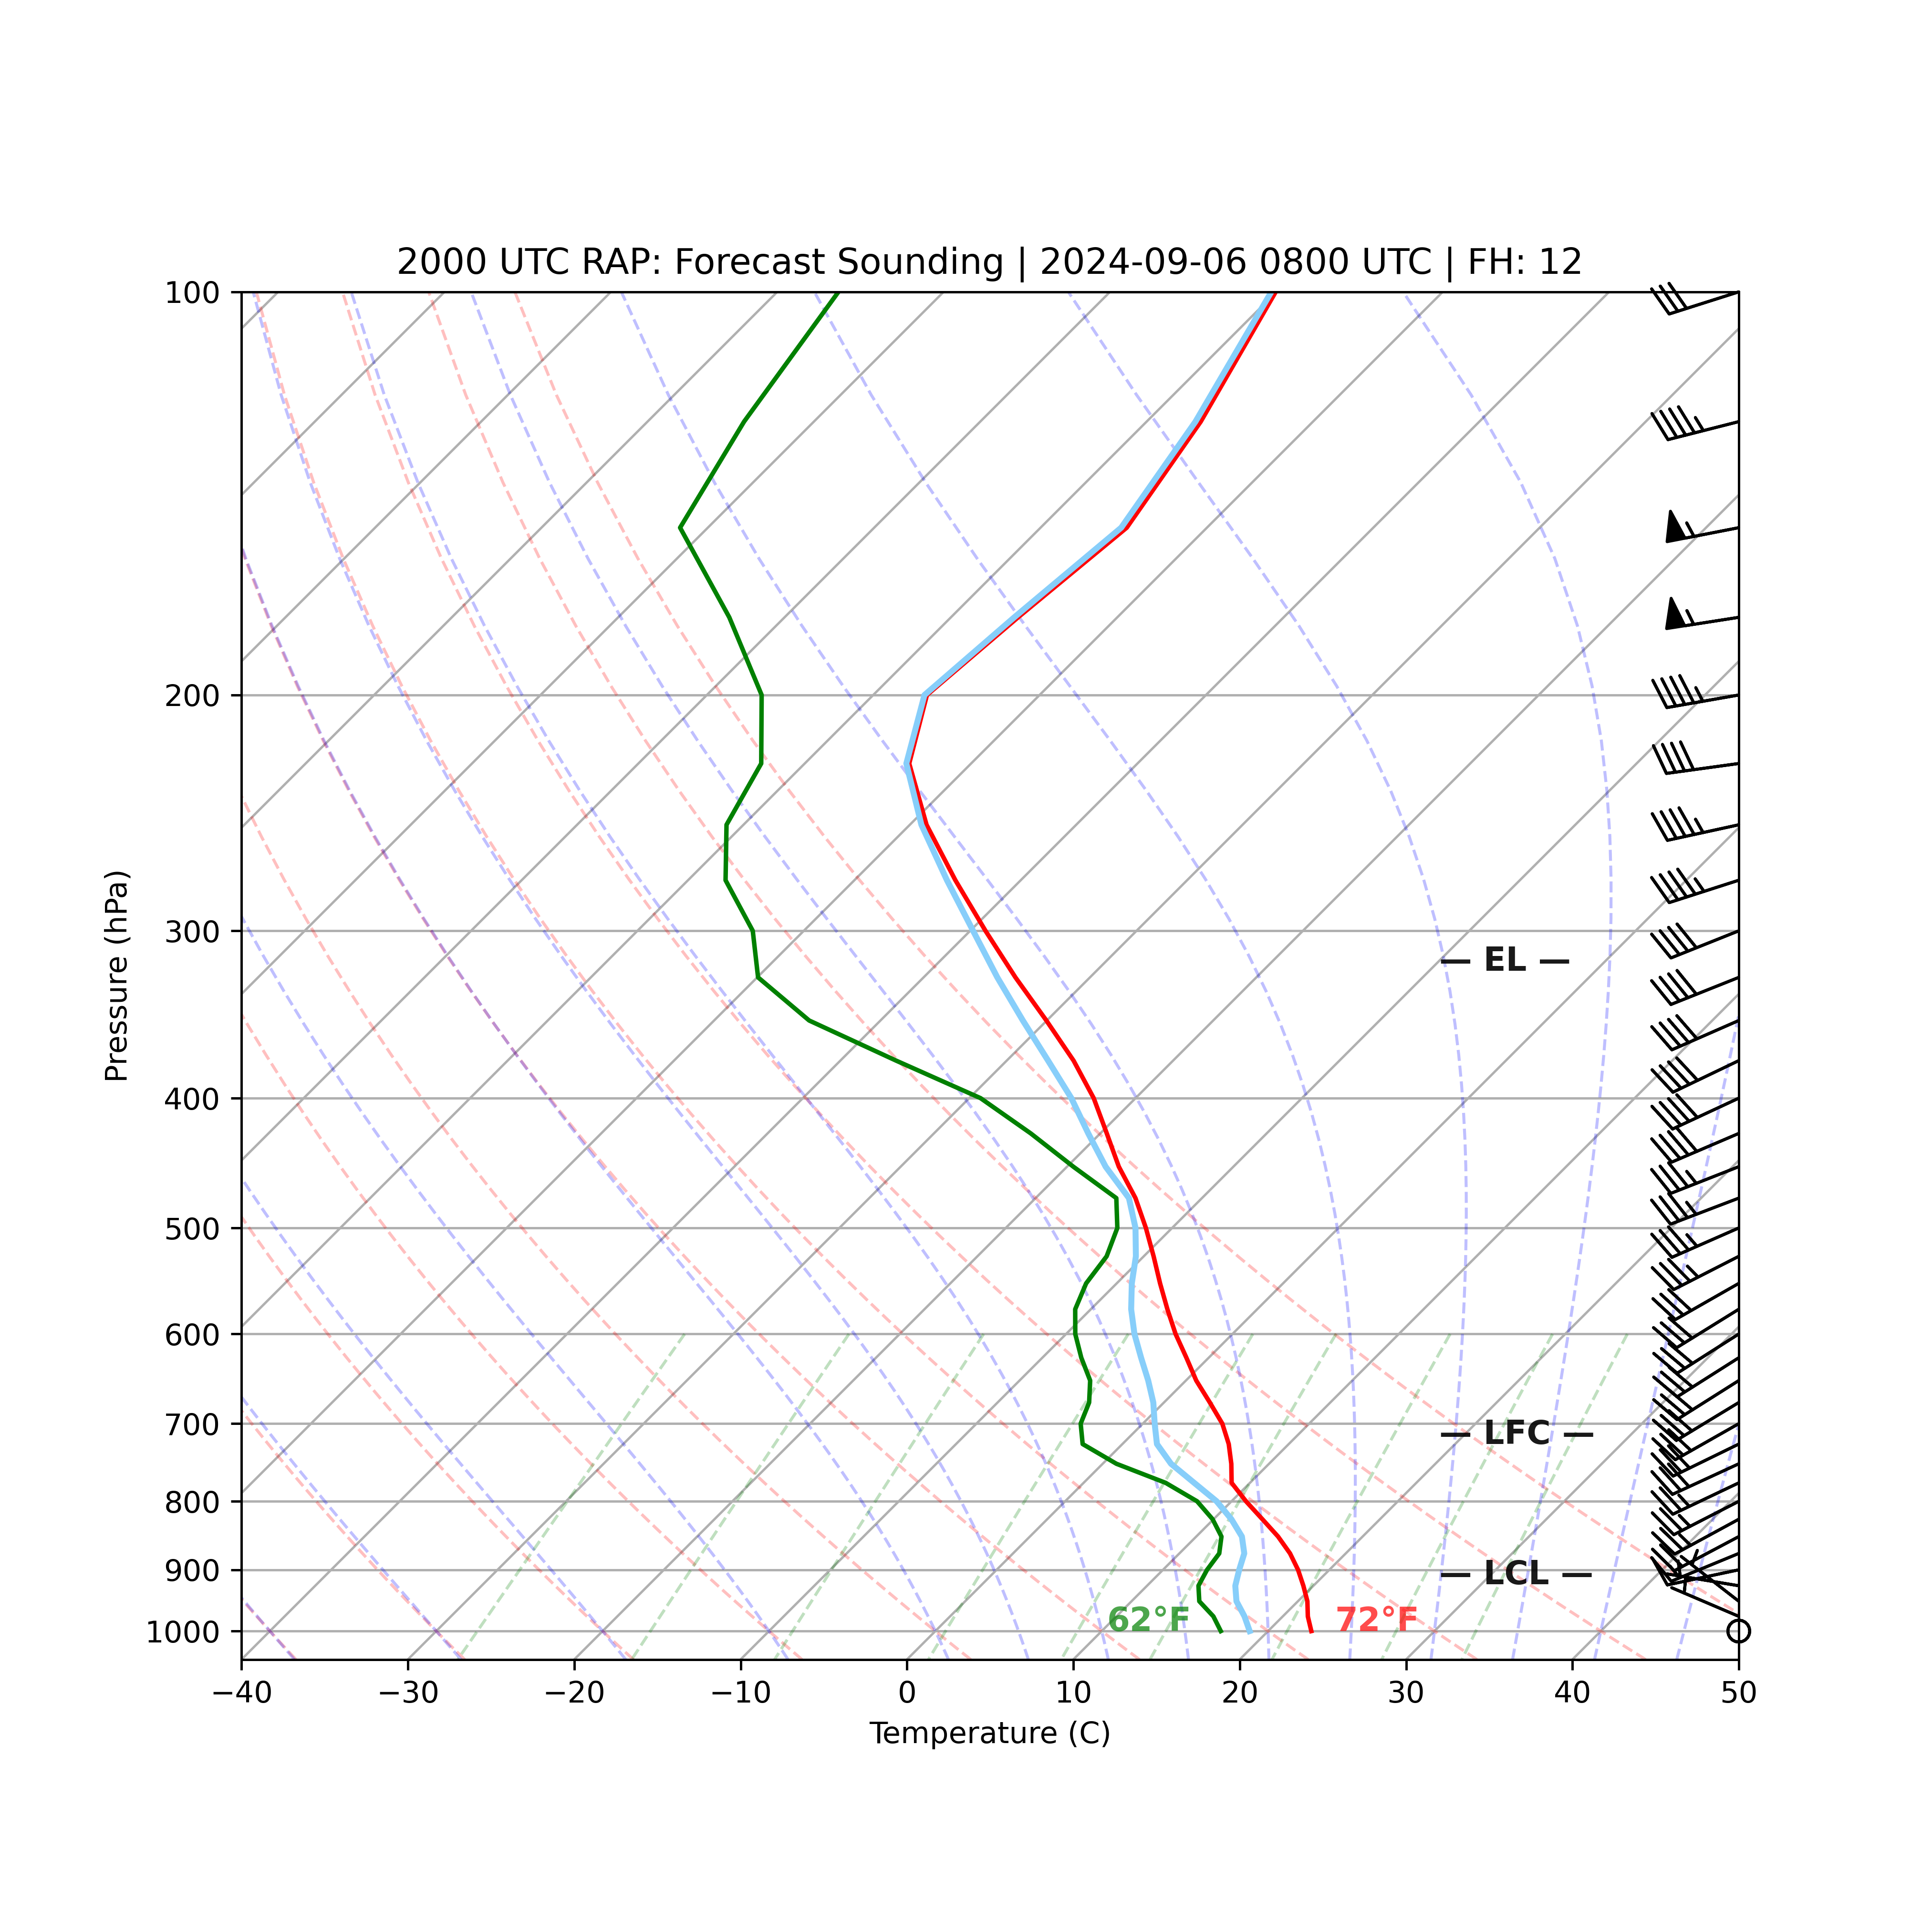 2000 UTC RAP: Forecast Sounding | 2024-09-06 0800 UTC | FH: 12
100
200
300
— EL —
400
500
600
700
— LFC —
800
900
— LCL —
62°F
72°F
1000
Pressure (hPa)
−40 −30 −20 −10 0 10 20 30 40 50
Temperature (C)